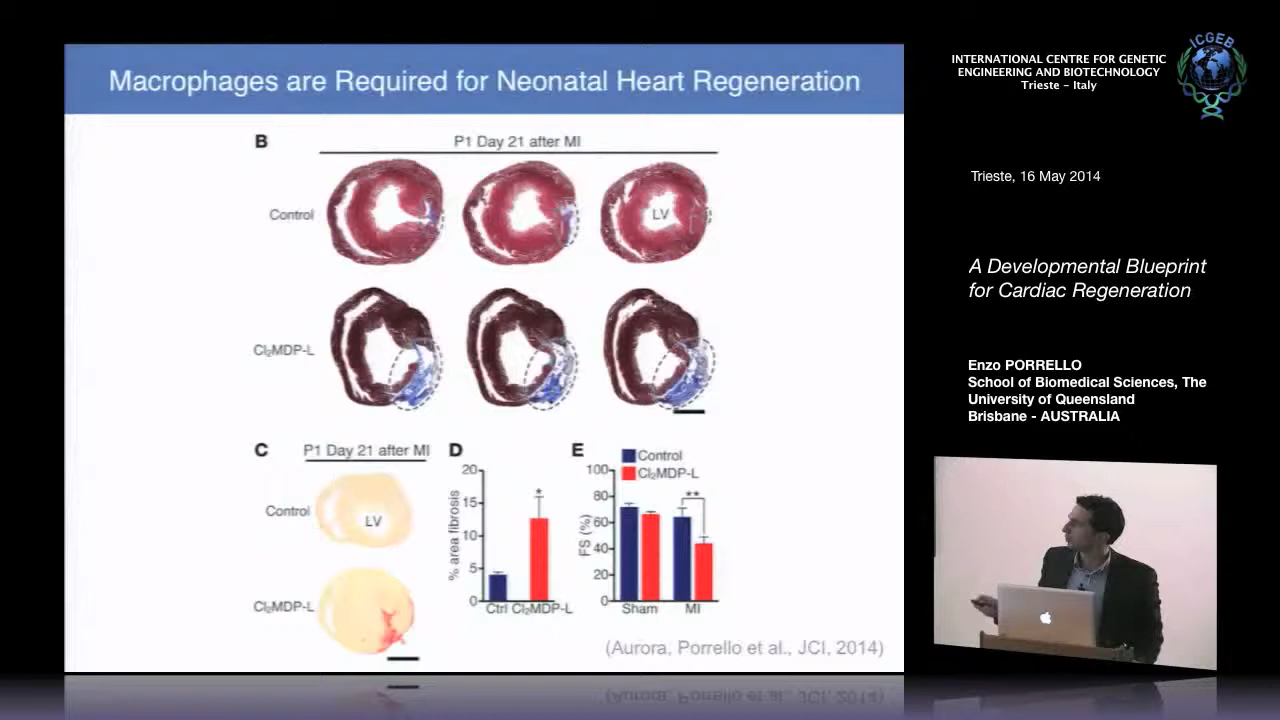 Macrophages are Required for Neonatal Heart Regeneration
B
P1 Day 21 after MI
Control
LV
Cl₂MDP-L
C
P1 Day 21 after MI
Control
LV
Cl₂MDP-L
D
20
15
10
5
0
% area fibrosis
*
Ctrl Cl₂MDP-L
E
Control
Cl₂MDP-L
100
80
60
40
20
0
FS (%)
**
Sham
MI
(Aurora, Porrello et al., JCI, 2014)
INTERNATIONAL CENTRE FOR GENETIC
ENGINEERING AND BIOTECHNOLOGY
Trieste - Italy
ICGEB
Trieste, 16 May 2014
A Developmental Blueprint
for Cardiac Regeneration
Enzo PORRELLO
School of Biomedical Sciences, The
University of Queensland
Brisbane - AUSTRALIA